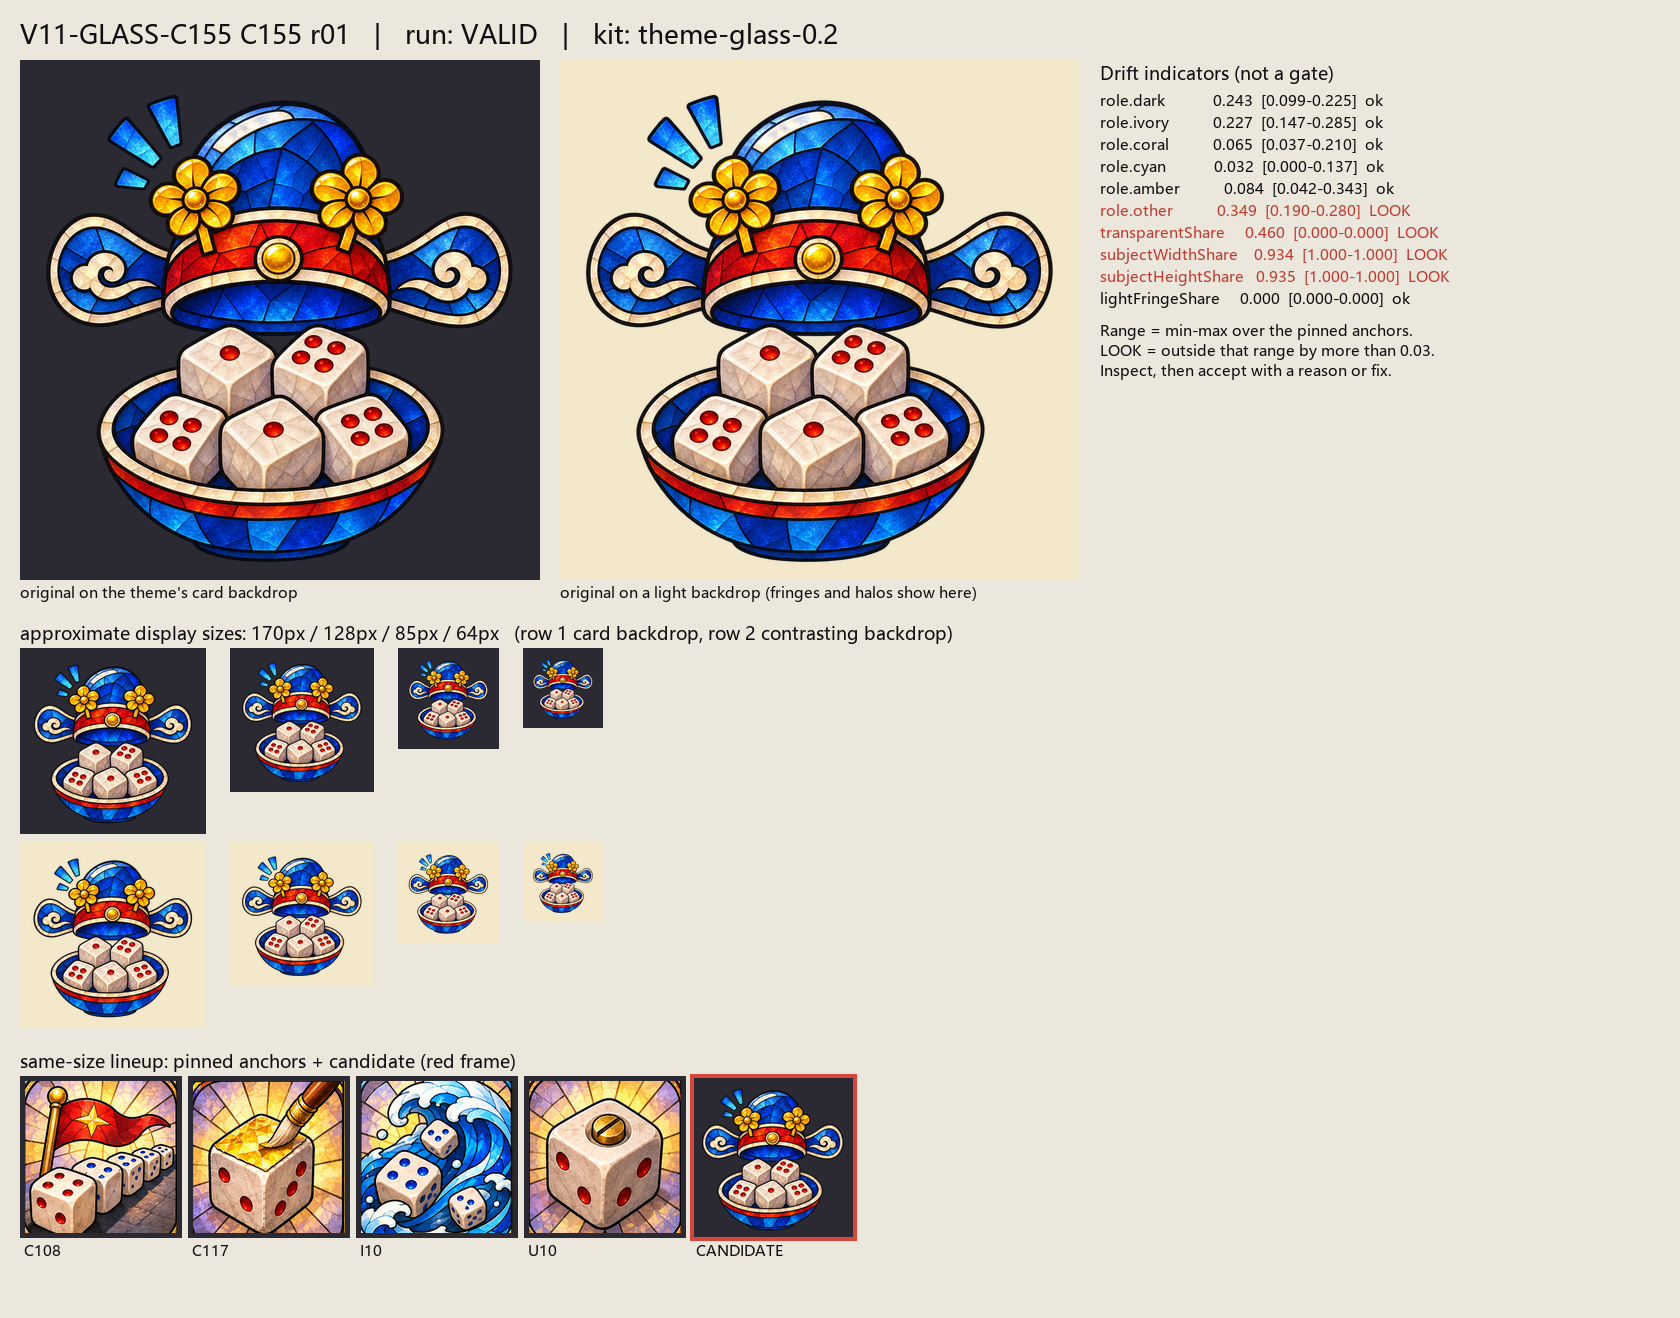 V11-GLASS-C155 C155 r01 | run: VALID | kit: theme-glass-0.2
Drift indicators (not a gate)
role.dark 0.243 [0.099-0.225] ok
role.ivory 0.227 [0.147-0.285] ok
role.coral 0.065 [0.037-0.210] ok
role.cyan 0.032 [0.000-0.137] ok
role.amber 0.084 [0.042-0.343] ok
role.other 0.349 [0.190-0.280] LOOK
transparentShare 0.460 [0.000-0.000] LOOK
subjectWidthShare 0.934 [1.000-1.000] LOOK
subjectHeightShare 0.935 [1.000-1.000] LOOK
lightFringeShare 0.000 [0.000-0.000] ok
Range = min-max over the pinned anchors.
LOOK = outside that range by more than 0.03.
Inspect, then accept with a reason or fix.
original on the theme's card backdrop
original on a light backdrop (fringes and halos show here)
approximate display sizes: 170px / 128px / 85px / 64px (row 1 card backdrop, row 2 contrasting backdrop)
same-size lineup: pinned anchors + candidate (red frame)
C108
C117
I10
U10
CANDIDATE